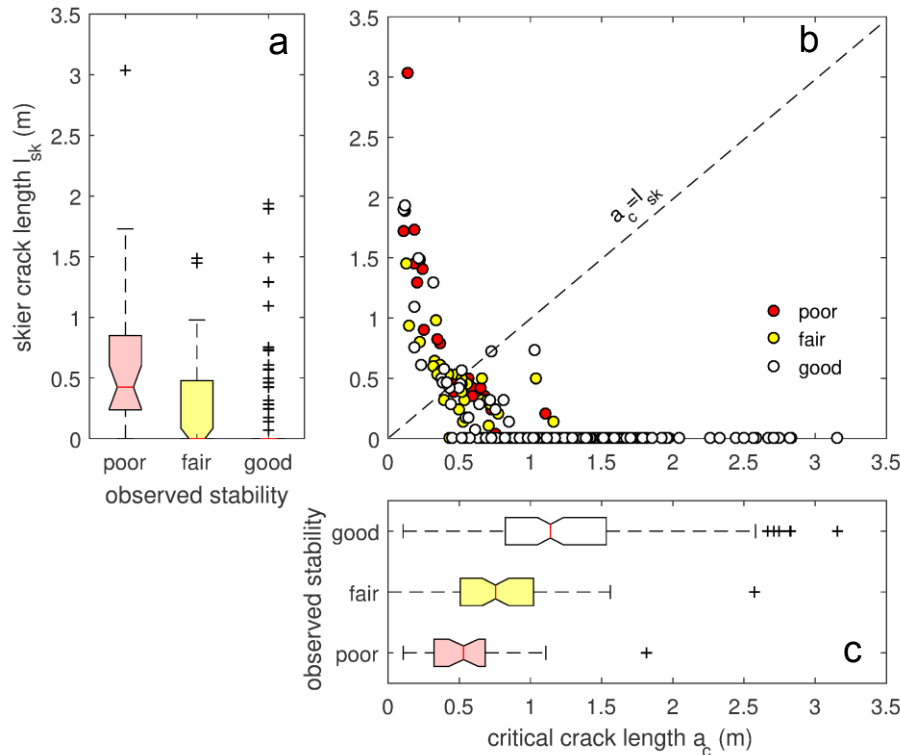 a
3.5
3
2.5
2
1.5
1
0.5
0
skier crack length l_sk (m)
poor fair good
observed stability
b
3.5
3
2.5
2
1.5
1
0.5
0
a_c=l_sk
poor
fair
good
0 0.5 1 1.5 2 2.5 3 3.5
c
observed stability
good
fair
poor
0 0.5 1 1.5 2 2.5 3 3.5
critical crack length a_c (m)